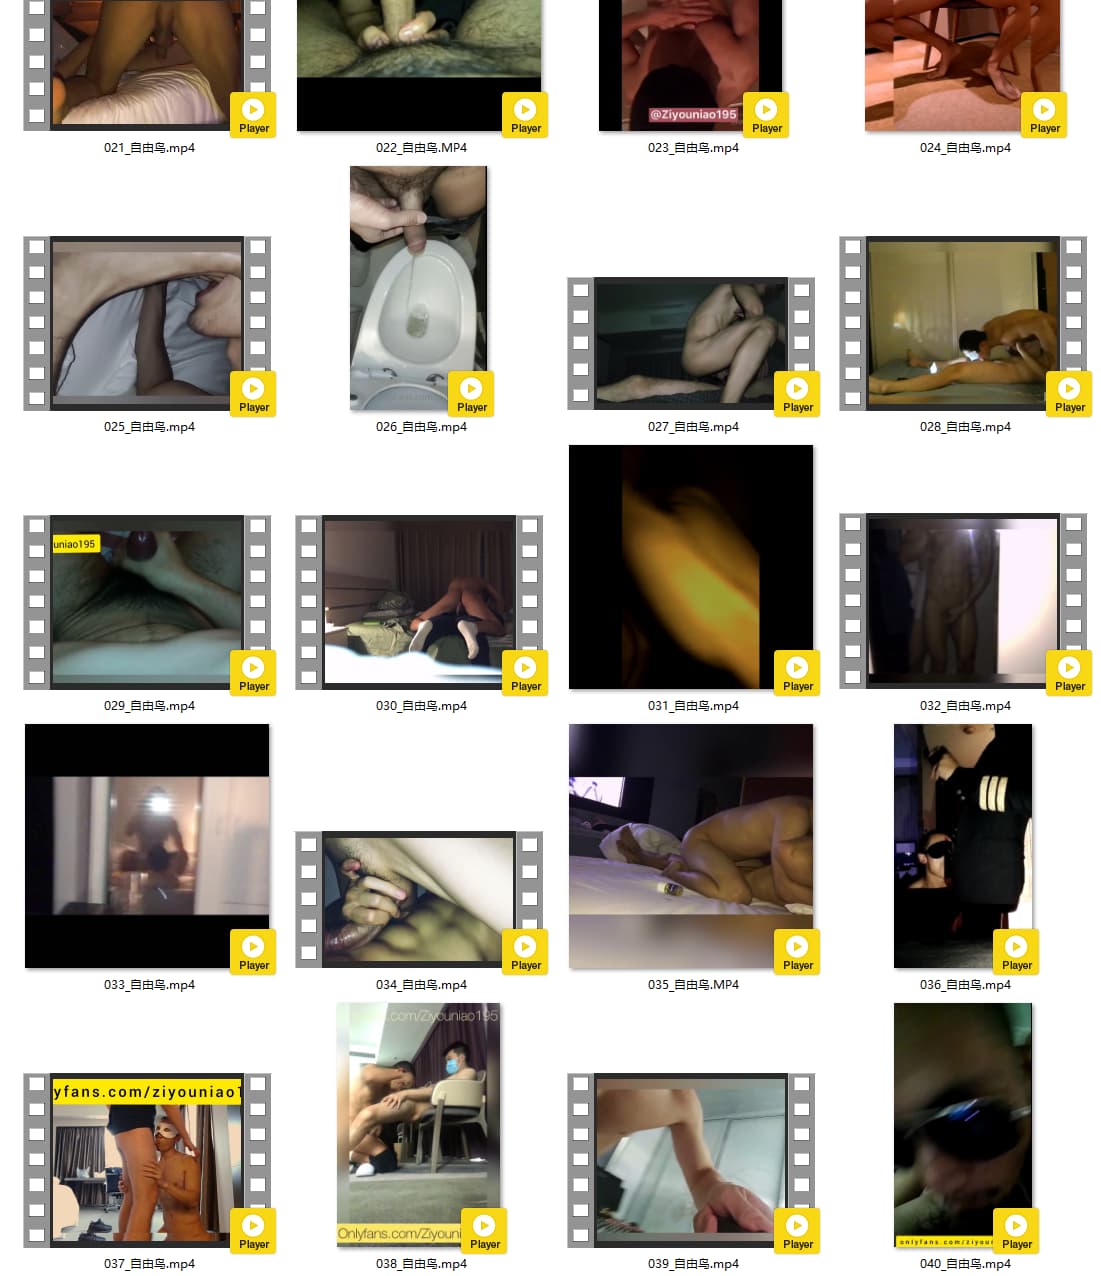 @Ziyouniao195
Player
Player
Player
Player
021_自由鸟.mp4
022_自由鸟.MP4
023_自由鸟.mp4
024_自由鸟.mp4
Player
Player
Player
Player
025_自由鸟.mp4
026_自由鸟.mp4
027_自由鸟.mp4
028_自由鸟.mp4
uniao195
Player
Player
Player
Player
029_自由鸟.mp4
030_自由鸟.mp4
031_自由鸟.mp4
032_自由鸟.mp4
Player
Player
Player
Player
033_自由鸟.mp4
034_自由鸟.mp4
035_自由鸟.MP4
036_自由鸟.mp4
.com/Ziyouniao195
yfans.com/ziyouniao1
Onlyfans.com/Ziyouni
onlyfans.com/ziyou
Player
Player
Player
Player
037_自由鸟.mp4
038_自由鸟.mp4
039_自由鸟.mp4
040_自由鸟.mp4